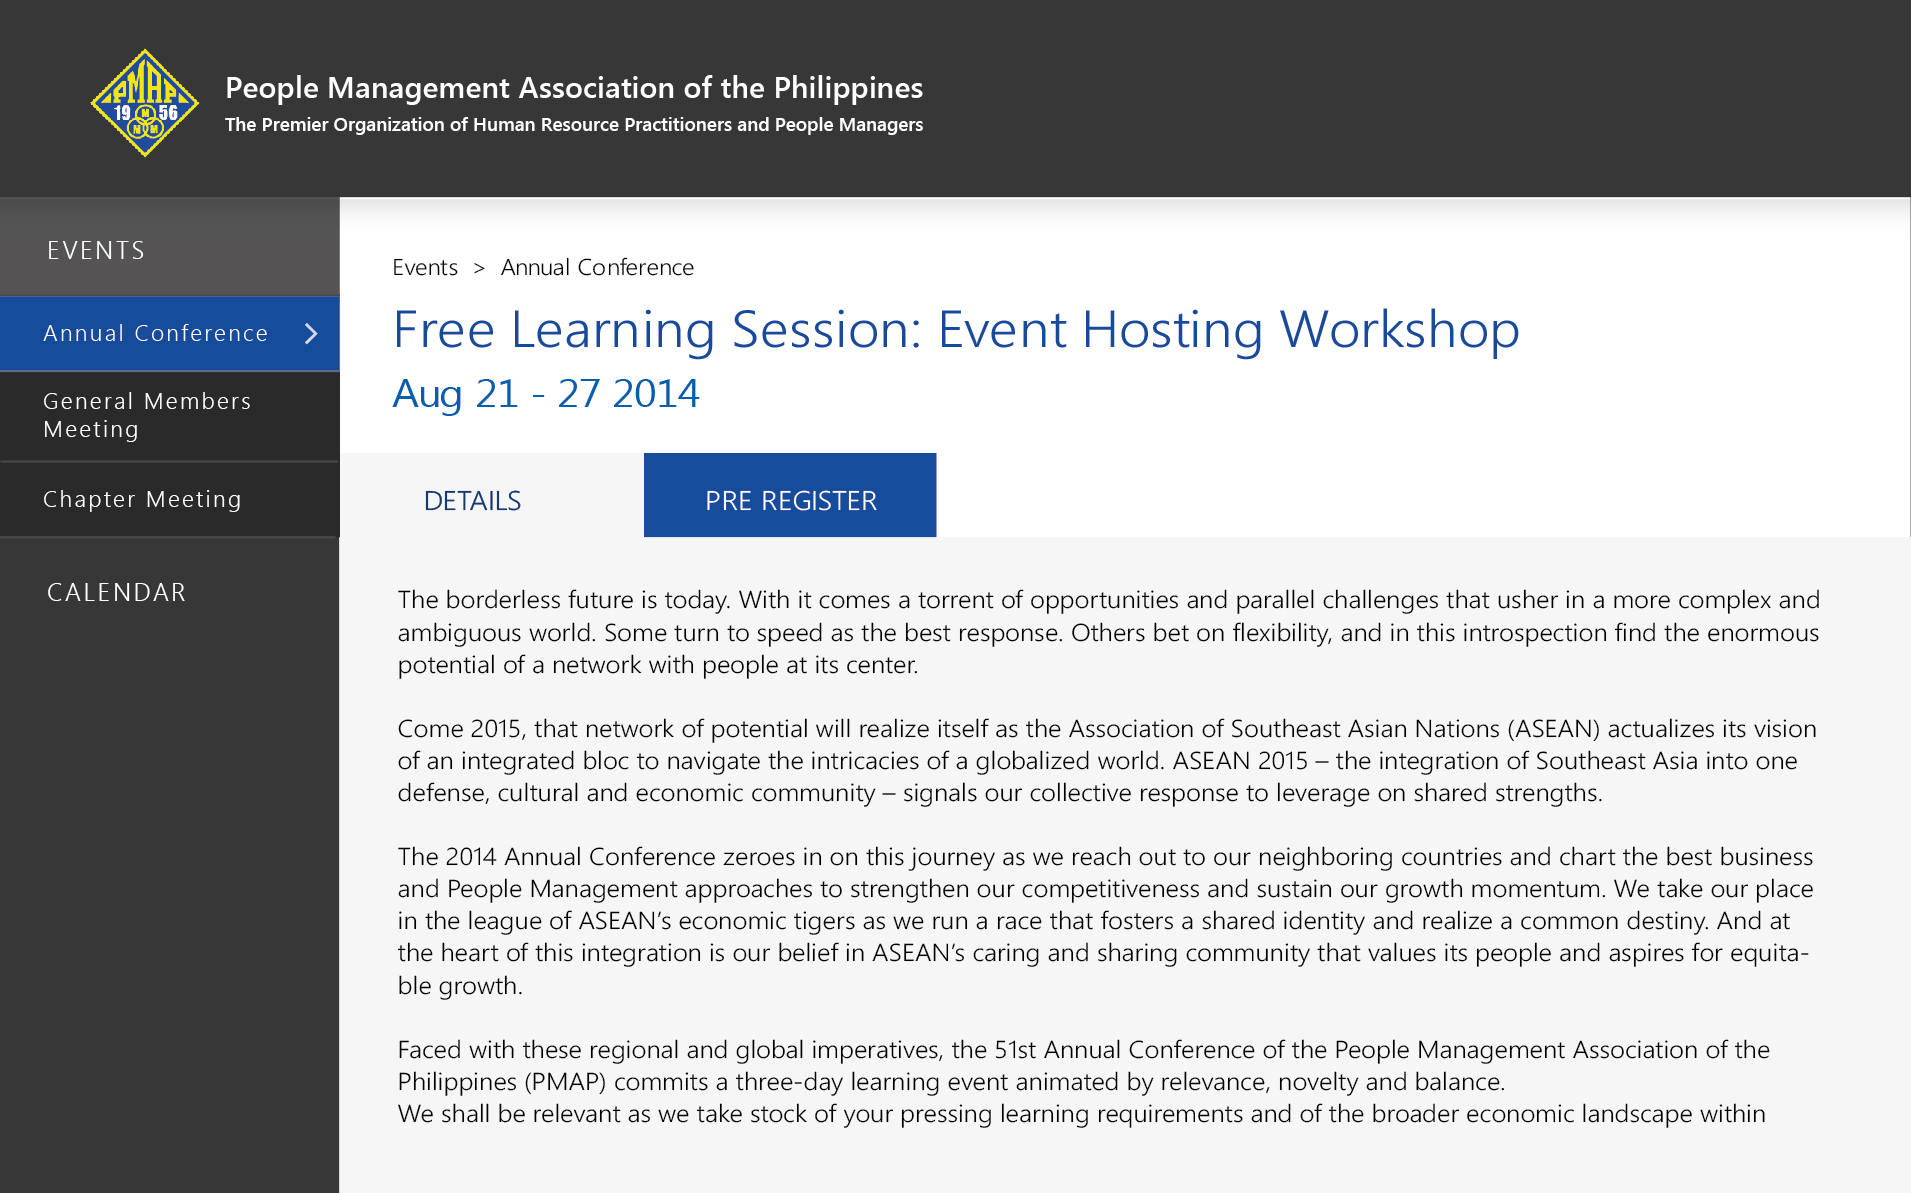 PMAP
19 56
M
M M
People Management Association of the Philippines
The Premier Organization of Human Resource Practitioners and People Managers
EVENTS
Annual Conference
General Members
Meeting
Chapter Meeting
CALENDAR
Events > Annual Conference
Free Learning Session: Event Hosting Workshop
Aug 21 - 27 2014
DETAILS
PRE REGISTER
The borderless future is today. With it comes a torrent of opportunities and parallel challenges that usher in a more complex and
ambiguous world. Some turn to speed as the best response. Others bet on flexibility, and in this introspection find the enormous
potential of a network with people at its center.
Come 2015, that network of potential will realize itself as the Association of Southeast Asian Nations (ASEAN) actualizes its vision
of an integrated bloc to navigate the intricacies of a globalized world. ASEAN 2015 – the integration of Southeast Asia into one
defense, cultural and economic community – signals our collective response to leverage on shared strengths.
The 2014 Annual Conference zeroes in on this journey as we reach out to our neighboring countries and chart the best business
and People Management approaches to strengthen our competitiveness and sustain our growth momentum. We take our place
in the league of ASEAN’s economic tigers as we run a race that fosters a shared identity and realize a common destiny. And at
the heart of this integration is our belief in ASEAN’s caring and sharing community that values its people and aspires for equita-
ble growth.
Faced with these regional and global imperatives, the 51st Annual Conference of the People Management Association of the
Philippines (PMAP) commits a three-day learning event animated by relevance, novelty and balance.
We shall be relevant as we take stock of your pressing learning requirements and of the broader economic landscape within